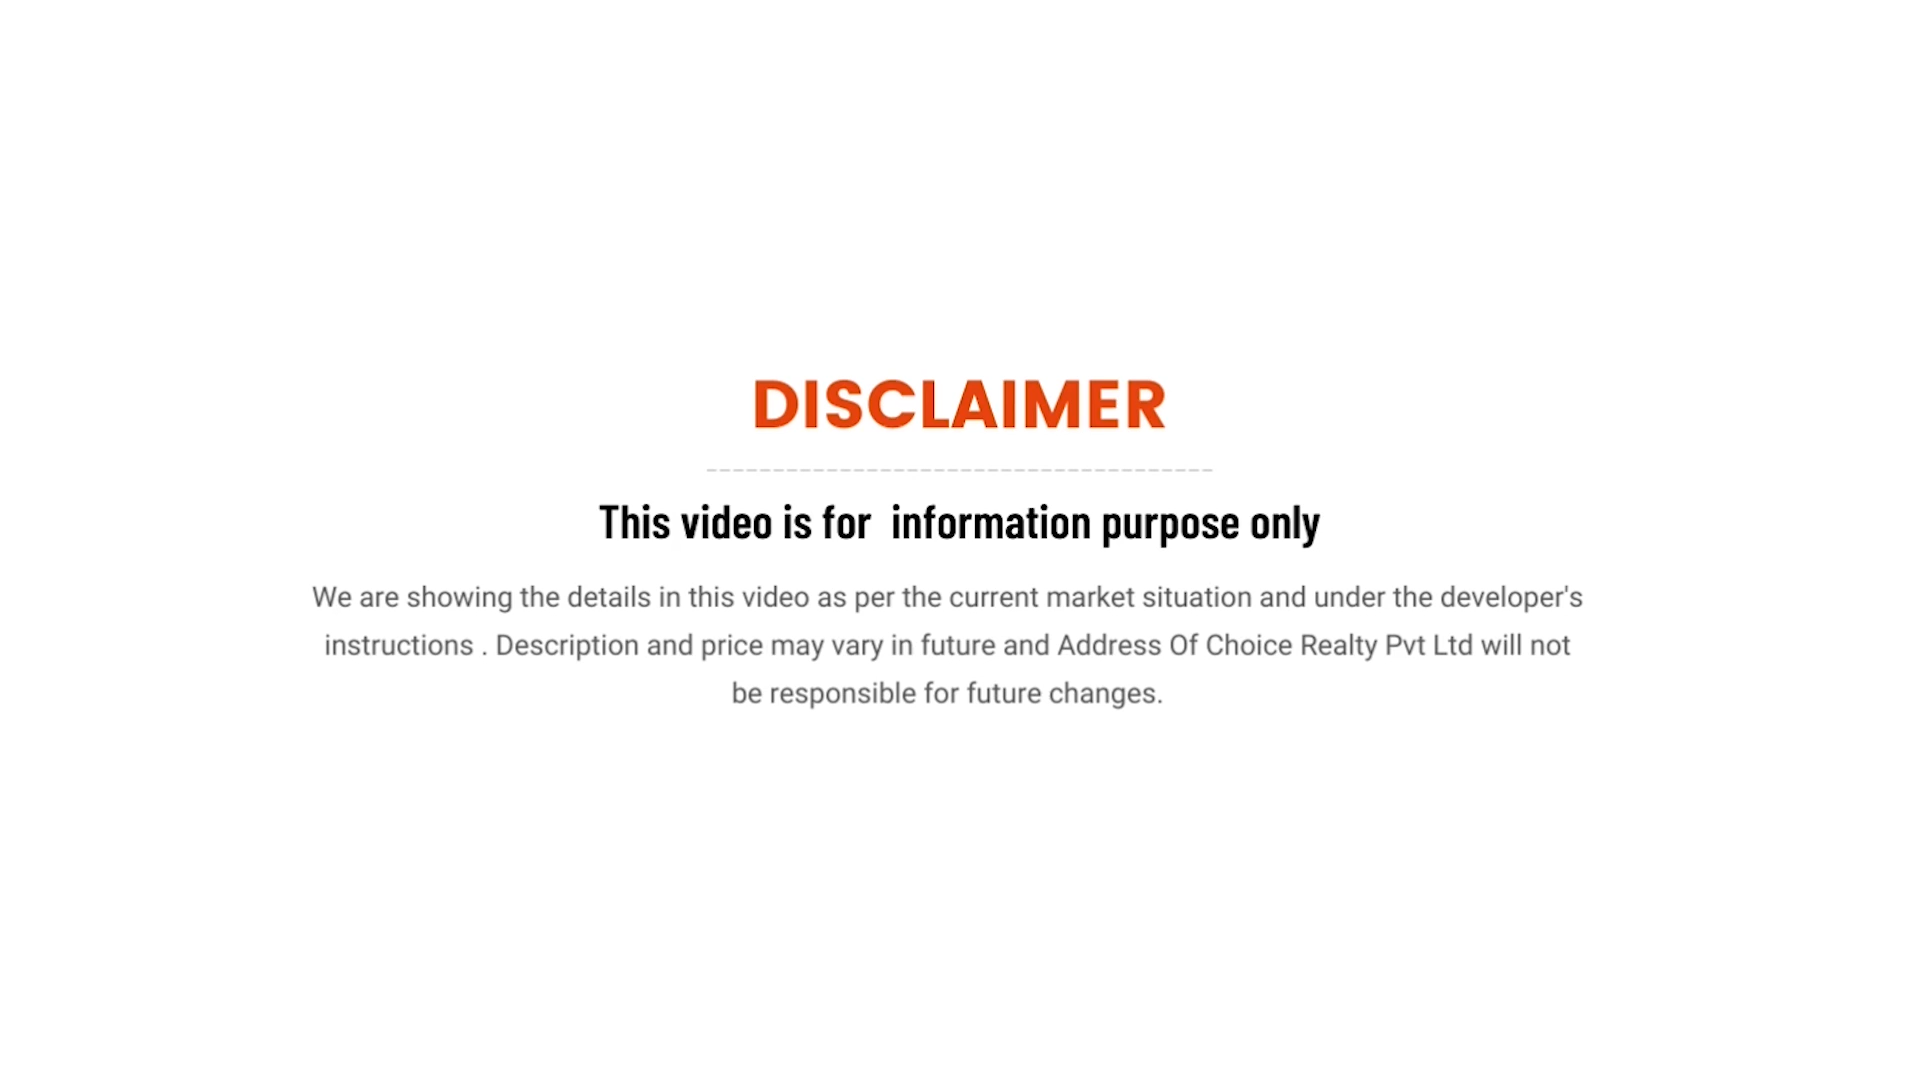 DISCLAIMER
This video is for  information purpose only
We are showing the details in this video as per the current market situation and under the developer's
instructions . Description and price may vary in future and Address Of Choice Realty Pvt Ltd will not
be responsible for future changes.